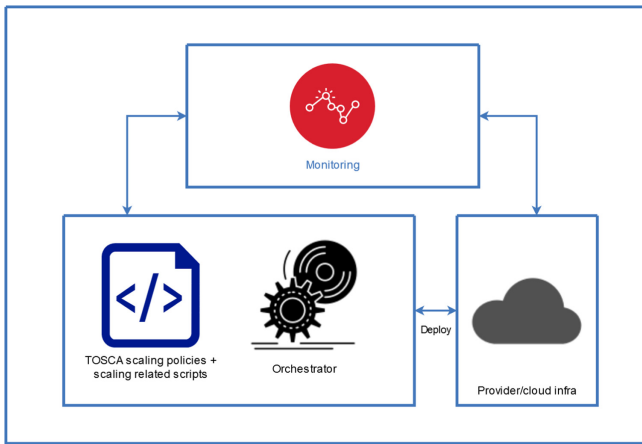 Monitoring
TOSCA scaling policies +
scaling related scripts
Orchestrator
Deploy
Provider/cloud infra